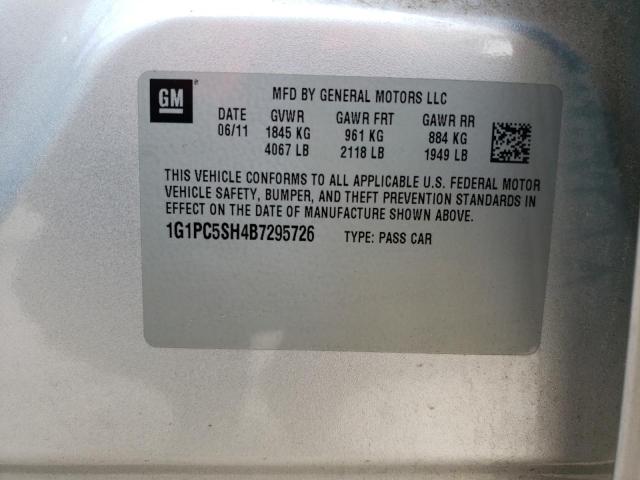 GM
MFD BY GENERAL MOTORS LLC
DATE GVWR GAWR FRT GAWR RR
06/11 1845 KG 961 KG 884 KG
4067 LB 2118 LB 1949 LB
THIS VEHICLE CONFORMS TO ALL APPLICABLE U.S. FEDERAL MOTOR
VEHICLE SAFETY, BUMPER, AND THEFT PREVENTION STANDARDS IN
EFFECT ON THE DATE OF MANUFACTURE SHOWN ABOVE.
1G1PC5SH4B7295726 TYPE: PASS CAR